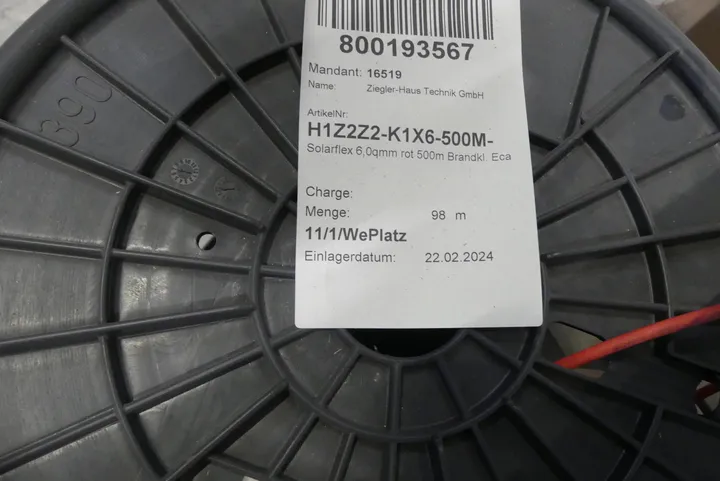 800193567
Mandant: 16519
Name: Ziegler-Haus Technik GmbH
ArtikelNr:
H1Z2Z2-K1X6-500M-
Solarflex 6,0qmm rot 500m Brandkl. Eca
Charge:
Menge: 98 m
11/1/WePlatz
Einlagerdatum: 22.02.2024
390